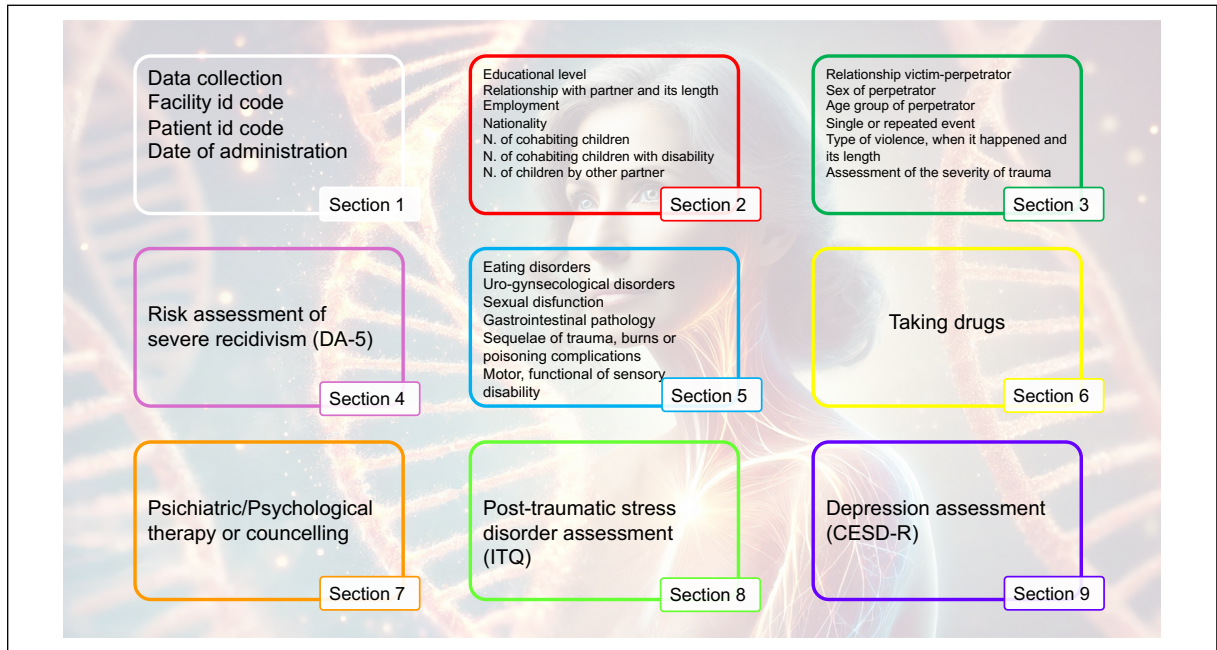 Data collection
Facility id code
Patient id code
Date of administration
Section 1
Educational level
Relationship with partner and its length
Employment
Nationality
N. of cohabiting children
N. of cohabiting children with disability
N. of children by other partner
Section 2
Relationship victim-perpetrator
Sex of perpetrator
Age group of perpetrator
Single or repeated event
Type of violence, when it happened and
its length
Assessment of the severity of trauma
Section 3
Risk assessment of
severe recidivism (DA-5)
Section 4
Eating disorders
Uro-gynsecological disorders
Sexual disfunction
Gastrointestinal pathology
Sequelae of trauma, burns or
poisoning complications
Motor, functional of sensory
disability
Section 5
Taking drugs
Section 6
Psichiatric/Psychological
therapy or councelling
Section 7
Post-traumatic stress
disorder assessment
(ITQ)
Section 8
Depression assessment
(CESD-R)
Section 9